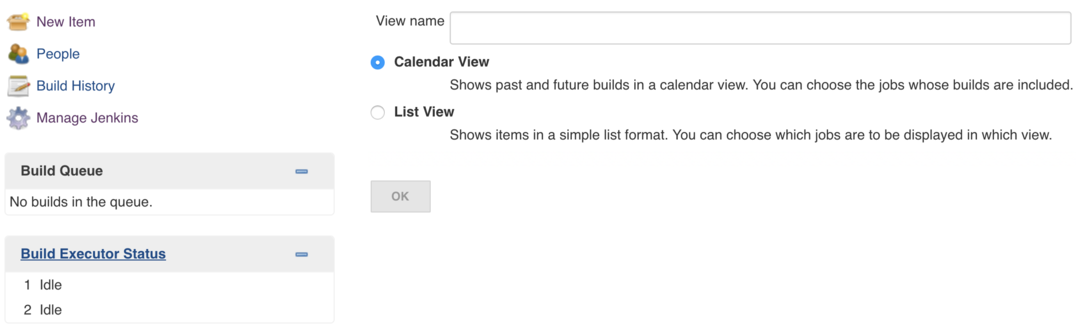 New Item
People
Build History
Manage Jenkins
Build Queue
No builds in the queue.
Build Executor Status
1 Idle
2 Idle
View name
Calendar View
Shows past and future builds in a calendar view. You can choose the jobs whose builds are included.
List View
Shows items in a simple list format. You can choose which jobs are to be displayed in which view.
OK